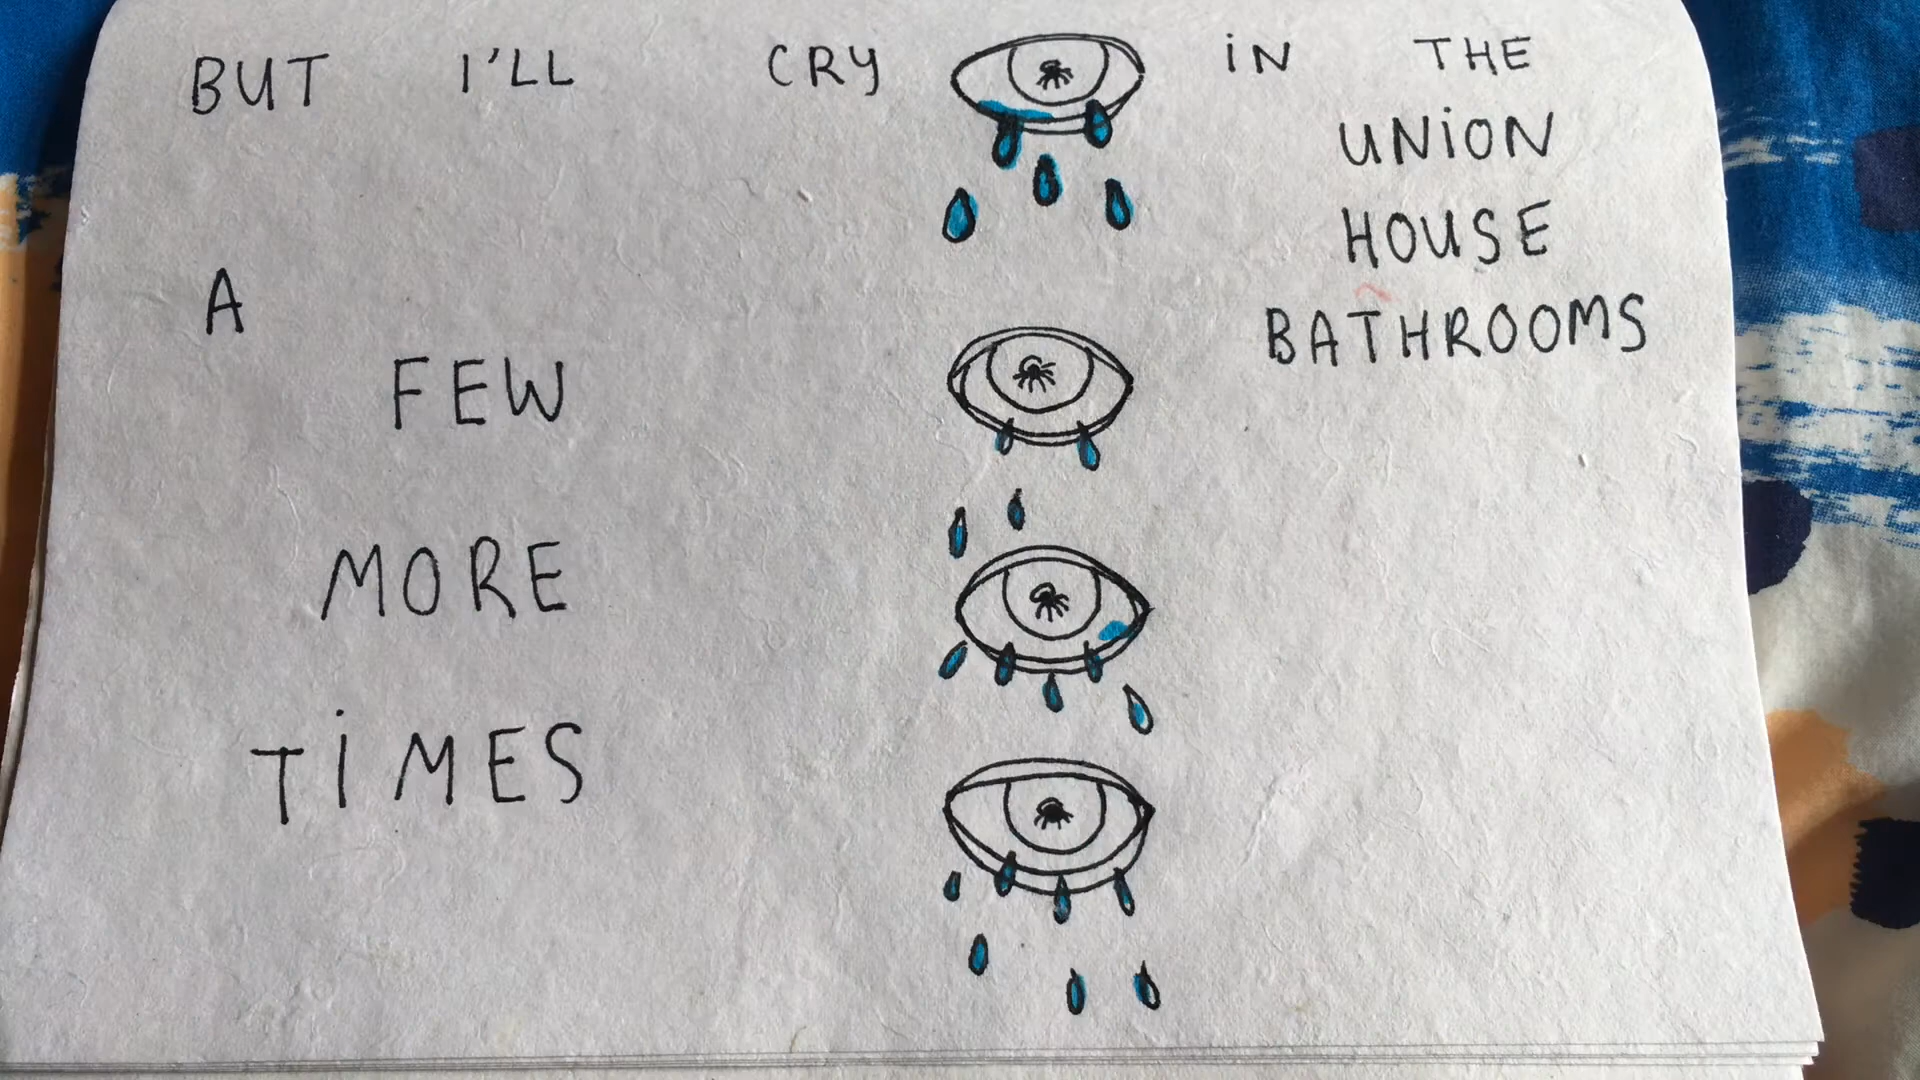 BUT I'LL CRY IN THE
UNION
HOUSE
BATHROOMS
A
FEW
MORE
TIMES